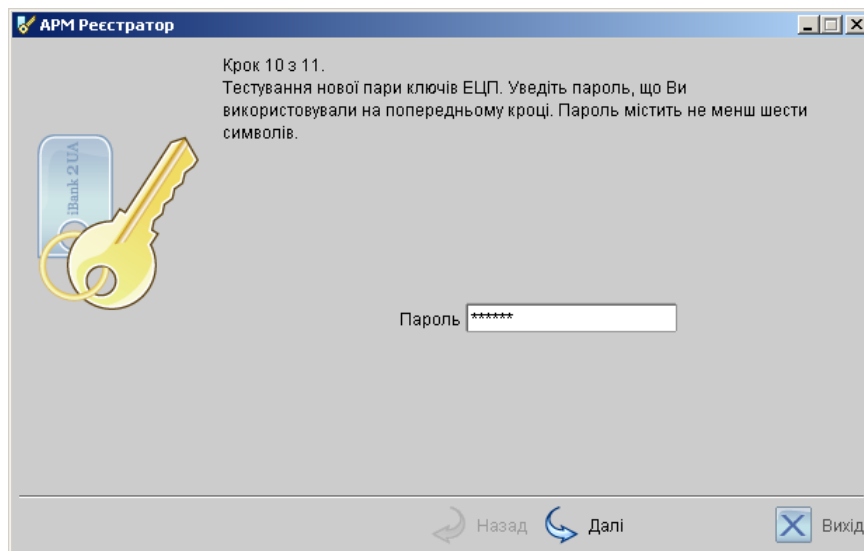 АРМ Реєстратор
Крок 10 з 11.
Тестування нової пари ключів ЕЦП. Уведіть пароль, що Ви
використовували на попередньому кроці. Пароль містить не менш шести
символів.
iBank 2 UA
Пароль ******
Назад Далі Вихід